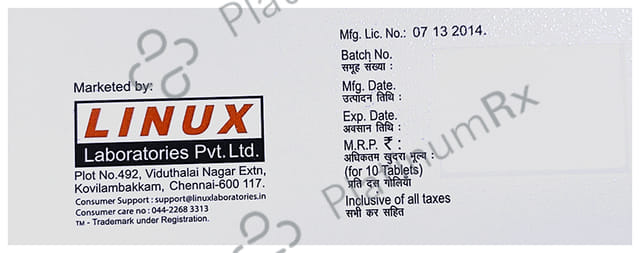 Marketed by:
LINUX
Laboratories Pvt. Ltd.
Plot No.492, Viduthalai Nagar Extn,
Kovilambakkam, Chennai-600 117.
Consumer Support : support@linuxlaboratories.in
Consumer care no : 044-2268 3313
™ - Trademark under Registration.
Mfg. Lic. No.: 07 13 2014.
Batch No.
समूह संख्या :
Mfg. Date.
उत्पादन तिथि :
Exp. Date.
अवसान तिथि :
M.R.P. ₹ :
अधिकतम खुदरा मूल्य :
(for 10 Tablets)
प्रति दस गोलियाँ
Inclusive of all taxes
सभी कर सहित
PlatinumRx